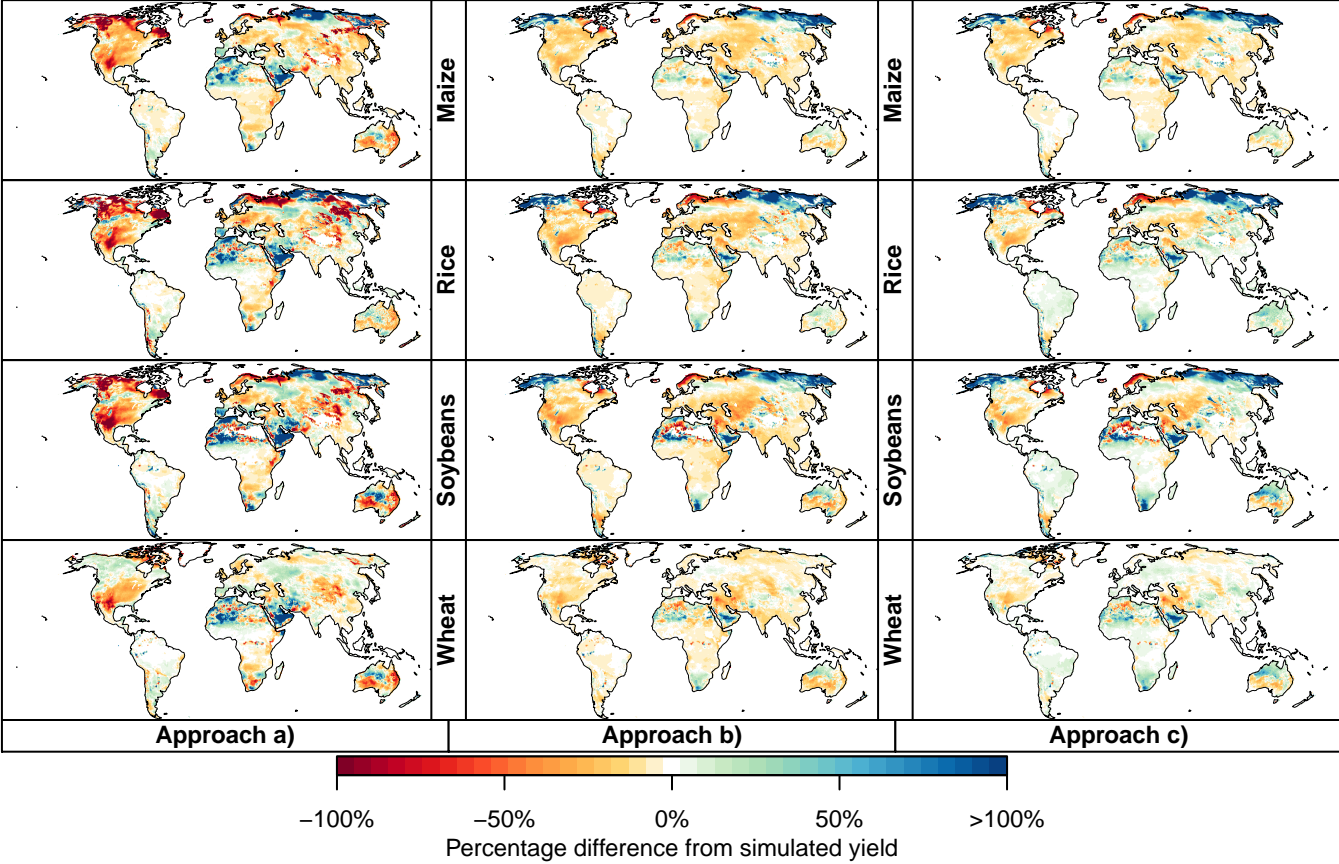 Maize
Maize
Rice
Rice
Soybeans
Soybeans
Wheat
Wheat
Approach a)
Approach b)
Approach c)
−100%
−50%
0%
50%
>100%
Percentage difference from simulated yield